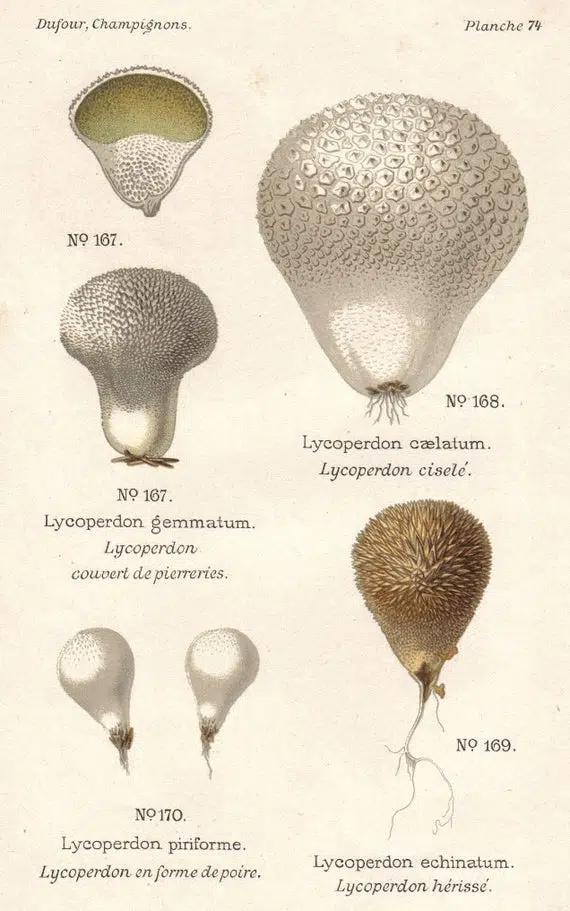 Dufour, Champignons.
Planche 74
Nº 167.
Nº 168.
Lycoperdon cælatum.
Lycoperdon ciselé.
Nº 167.
Lycoperdon gemmatum.
Lycoperdon
couvert de pierreries.
Nº 169.
Lycoperdon echinatum.
Lycoperdon hérissé.
Nº 170.
Lycoperdon piriforme.
Lycoperdon en forme de poire.